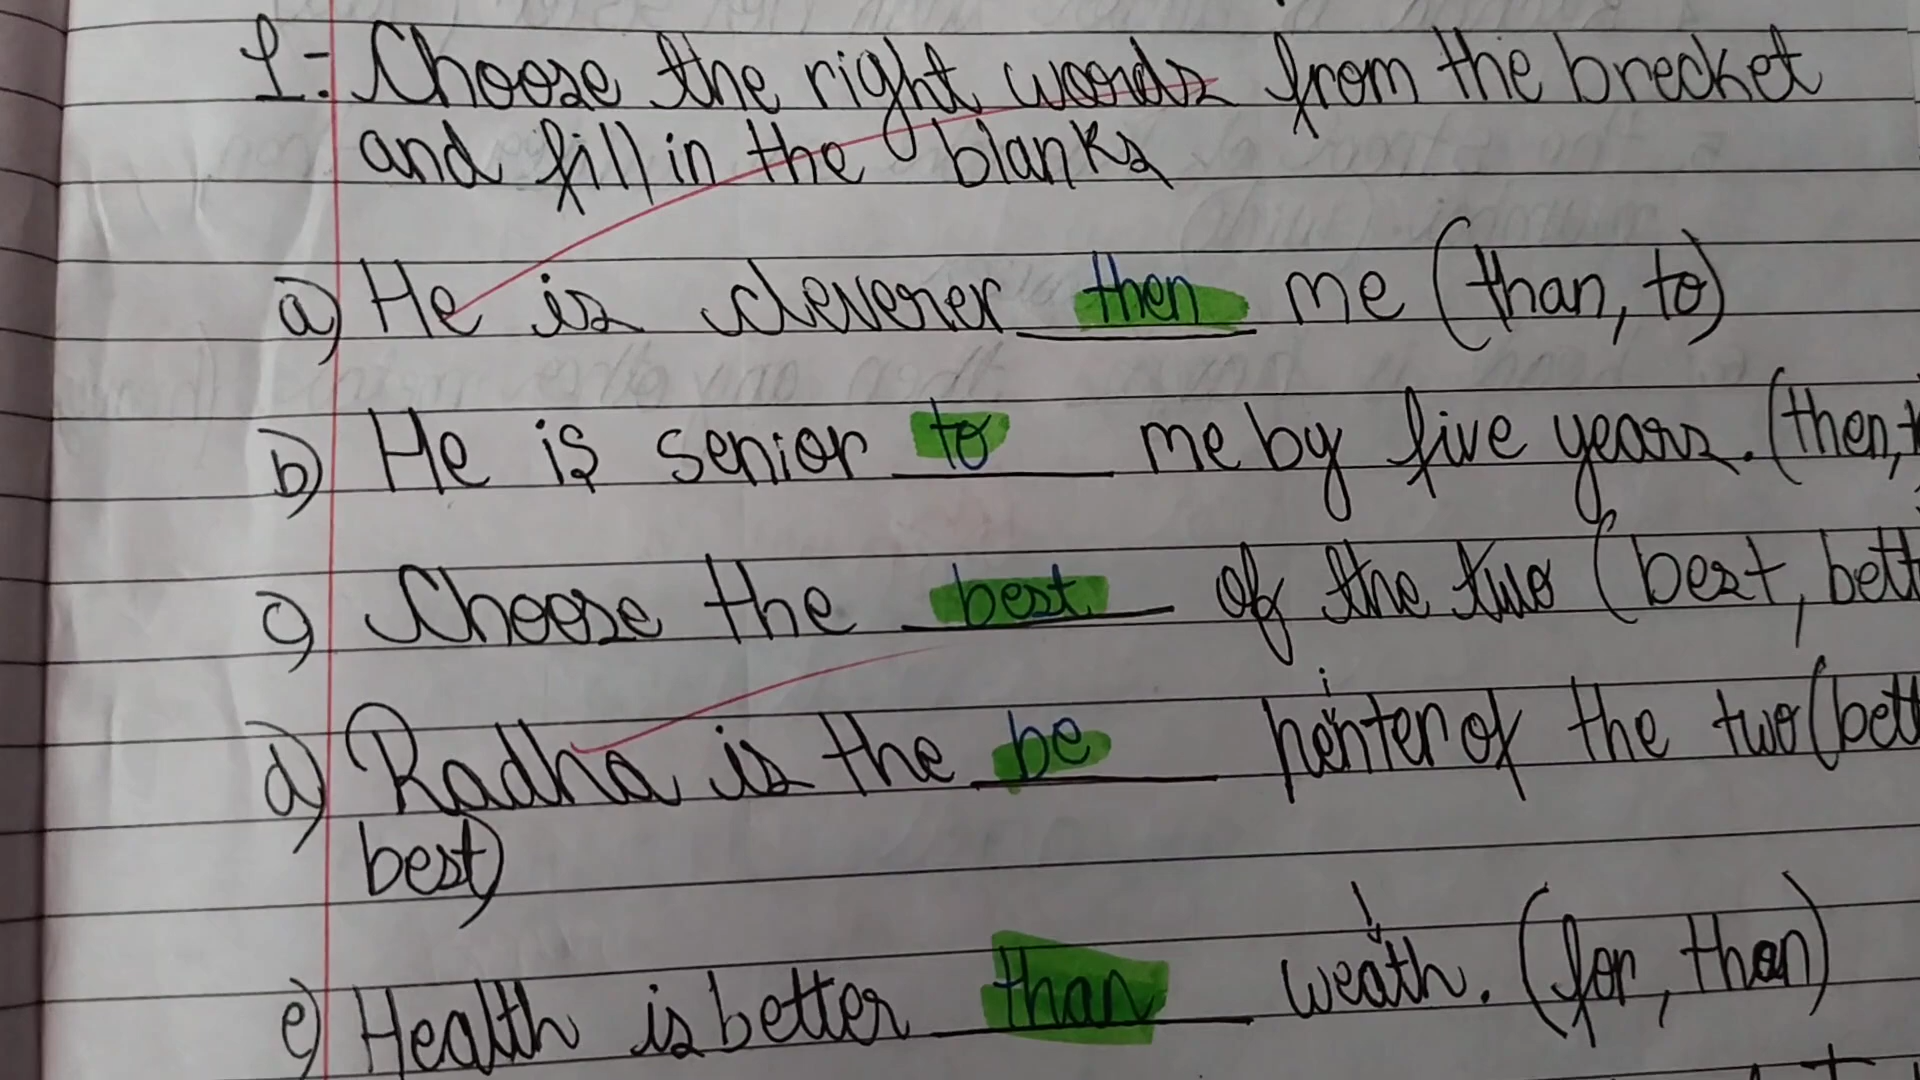 1:- Choose the right words from the brecket
and fill in the blanks
a) He is cleverer then me (than, to)
b) He is senior to me by five years. (then, t
c) Choose the best of the two (best, bett
d) Radha is the be painter of the two (bett
best)
e) Health is better than wealth. (for, than)